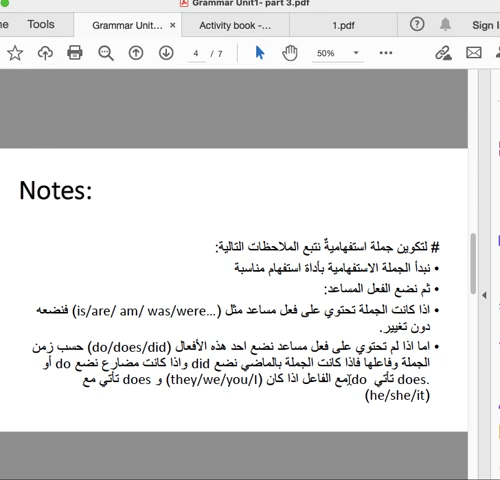 Grammar Unit1- part 3.pdf
Tools
Grammar Unit... ×
Activity book -...
1.pdf
Sign I
4 / 7
50%
Notes:
# لتكوين جملة استفهاميةٌ نتبع الملاحظات التالية:
• نبدأ الجملة الاستفهامية بأداة استفهام مناسبة
• ثم نضع الفعل المساعد:
• اذا كانت الجملة تحتوي على فعل مساعد مثل (is/are/ am/ was/were...) فنضعه
دون تغيير.
• اما اذا لم تحتوي على فعل مساعد نضع احد هذه الأفعال (do/does/did) حسب زمن
الجملة وفاعلها فاذا كانت الجملة بالماضي نضع did واذا كانت مضارع نضع do أو
does. تأتي do مع الفاعل اذا كان (they/we/you/I) و does تأتي مع
(he/she/it)